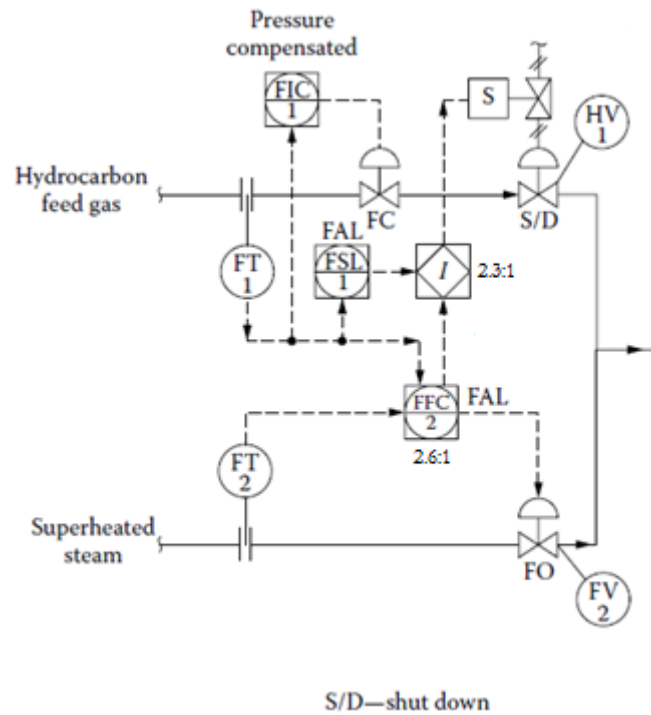 Pressure
compensated
FIC
1
S
HV
1
Hydrocarbon
feed gas
FC
S/D
FAL
FT
1
FSL
1
I
2.3:1
FFC
2
FAL
2.6:1
FT
2
Superheated
steam
FO
FV
2
S/D—shut down